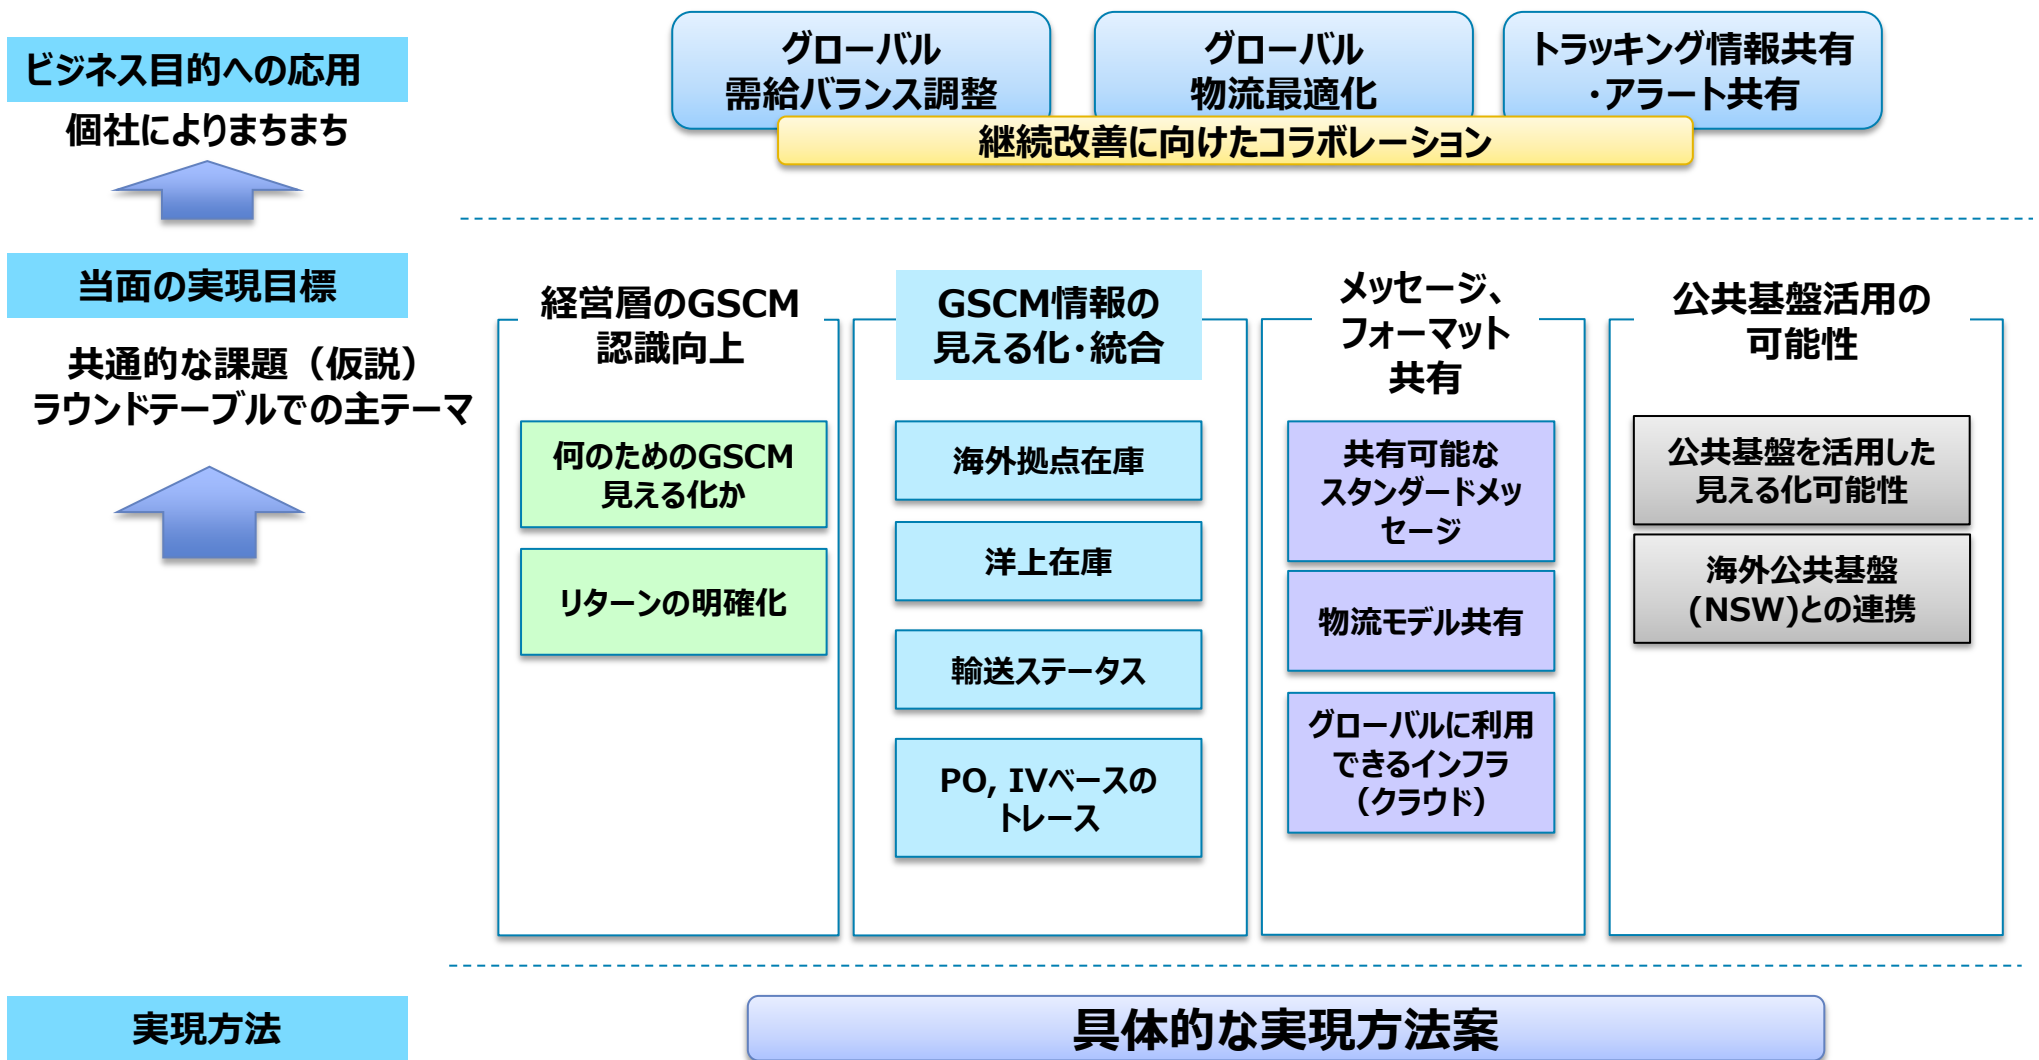 ビジネス目的への応用
個社によりまちまち
グローバル
需給バランス調整
グローバル
物流最適化
トラッキング情報共有
・アラート共有
継続改善に向けたコラボレーション
当面の実現目標
共通的な課題（仮説）
ラウンドテーブルでの主テーマ
経営層のGSCM
認識向上
何のためのGSCM
見える化か
リターンの明確化
GSCM情報の
見える化・統合
海外拠点在庫
洋上在庫
輸送ステータス
PO, IVベースの
トレース
メッセージ、
フォーマット
共有
共有可能な
スタンダードメッ
セージ
物流モデル共有
グローバルに利用
できるインフラ
（クラウド）
公共基盤活用の
可能性
公共基盤を活用した
見える化可能性
海外公共基盤
(NSW)との連携
実現方法
具体的な実現方法案